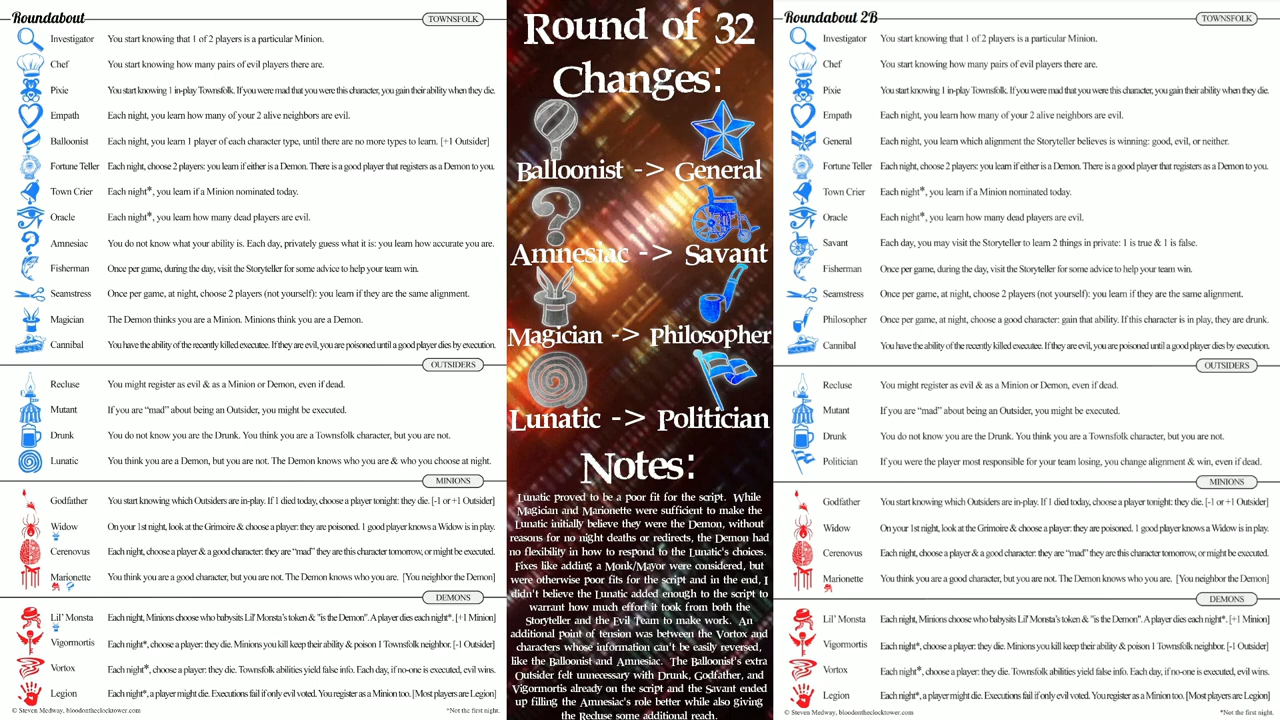 Roundabout
TOWNSFOLK
Investigator You start knowing that 1 of 2 players is a particular Minion.
Chef You start knowing how many pairs of evil players there are.
Pixie You start knowing 1 in-play Townsfolk. If you were mad that you were this character, you gain their ability when they die.
Empath Each night, you learn how many of your 2 alive neighbors are evil.
Balloonist Each night, you learn 1 player of each character type, until there are no more types to learn. [+1 Outsider]
Fortune Teller Each night, choose 2 players: you learn if either is a Demon. There is a good player that registers as a Demon to you.
Town Crier Each night*, you learn if a Minion nominated today.
Oracle Each night*, you learn how many dead players are evil.
Amnesiac You do not know what your ability is. Each day, privately guess what it is: you learn how accurate you are.
Fisherman Once per game, during the day, visit the Storyteller for some advice to help your team win.
Seamstress Once per game, at night, choose 2 players (not yourself): you learn if they are the same alignment.
Magician The Demon thinks you are a Minion. Minions think you are a Demon.
Cannibal You have the ability of the recently killed executee. If they are evil, you are poisoned until a good player dies by execution.
OUTSIDERS
Recluse You might register as evil & as a Minion or Demon, even if dead.
Mutant If you are “mad” about being an Outsider, you might be executed.
Drunk You do not know you are the Drunk. You think you are a Townsfolk character, but you are not.
Lunatic You think you are a Demon, but you are not. The Demon knows who you are & who you choose at night.
MINIONS
Godfather You start knowing which Outsiders are in-play. If 1 died today, choose a player tonight: they die. [-1 or +1 Outsider]
Widow On your 1st night, look at the Grimoire & choose a player: they are poisoned. 1 good player knows a Widow is in play.
Cerenovus Each night, choose a player & a good character: they are “mad” they are this character tomorrow, or might be executed.
Marionette You think you are a good character, but you are not. The Demon knows who you are. [You neighbor the Demon]
DEMONS
Lil' Monsta Each night, Minions choose who babysits Lil' Monsta's token & "is the Demon". A player dies each night*. [+1 Minion]
Vigormortis Each night*, choose a player: they die. Minions you kill keep their ability & poison 1 Townsfolk neighbor. [-1 Outsider]
Vortox Each night*, choose a player: they die. Townsfolk abilities yield false info. Each day, if no-one is executed, evil wins.
Legion Each night*, a player might die. Executions fail if only evil voted. You register as a Minion too. [Most players are Legion]
© Steven Medway, bloodontheclocktower.com *Not the first night.
Round of 32
Changes:
Balloonist -> General
Amnesiac -> Savant
Magician -> Philosopher
Lunatic -> Politician
Notes:
Lunatic proved to be a poor fit for the script. While
Magician and Marionette were sufficient to make the
Lunatic initially believe they were the Demon, without
reasons for no night deaths or redirects, the Demon had
no flexibility in how to respond to the Lunatic's choices.
Fixes like adding a Monk/Mayor were considered, but
were otherwise poor fits for the script and in the end, I
didn't believe the Lunatic added enough to the script to
warrant how much effort it took from both the
Storyteller and the Evil Team to make work. An
additional point of tension was between the Vortox and
characters whose information can't be easily reversed,
like the Balloonist and Amnesiac. The Balloonist's extra
Outsider felt unnecessary with Drunk, Godfather, and
Vigormortis already on the script and the Savant ended
up filling the Amnesiac's role better while also giving
the Recluse some additional reach.
Roundabout 2B
TOWNSFOLK
Investigator You start knowing that 1 of 2 players is a particular Minion.
Chef You start knowing how many pairs of evil players there are.
Pixie You start knowing 1 in-play Townsfolk. If you were mad that you were this character, you gain their ability when they die.
Empath Each night, you learn how many of your 2 alive neighbors are evil.
General Each night, you learn which alignment the Storyteller believes is winning: good, evil, or neither.
Fortune Teller Each night, choose 2 players: you learn if either is a Demon. There is a good player that registers as a Demon to you.
Town Crier Each night*, you learn if a Minion nominated today.
Oracle Each night*, you learn how many dead players are evil.
Savant Each day, you may visit the Storyteller to learn 2 things in private: 1 is true & 1 is false.
Fisherman Once per game, during the day, visit the Storyteller for some advice to help your team win.
Seamstress Once per game, at night, choose 2 players (not yourself): you learn if they are the same alignment.
Philosopher Once per game, at night, choose a good character: gain that ability. If this character is in play, they are drunk.
Cannibal You have the ability of the recently killed executee. If they are evil, you are poisoned until a good player dies by execution.
OUTSIDERS
Recluse You might register as evil & as a Minion or Demon, even if dead.
Mutant If you are “mad” about being an Outsider, you might be executed.
Drunk You do not know you are the Drunk. You think you are a Townsfolk character, but you are not.
Politician If you were the player most responsible for your team losing, you change alignment & win, even if dead.
MINIONS
Godfather You start knowing which Outsiders are in-play. If 1 died today, choose a player tonight: they die. [-1 or +1 Outsider]
Widow On your 1st night, look at the Grimoire & choose a player: they are poisoned. 1 good player knows a Widow is in play.
Cerenovus Each night, choose a player & a good character: they are “mad” they are this character tomorrow, or might be executed.
Marionette You think you are a good character, but you are not. The Demon knows who you are. [You neighbor the Demon]
DEMONS
Lil' Monsta Each night, Minions choose who babysits Lil' Monsta's token & "is the Demon". A player dies each night*. [+1 Minion]
Vigormortis Each night*, choose a player: they die. Minions you kill keep their ability & poison 1 Townsfolk neighbor. [-1 Outsider]
Vortox Each night*, choose a player: they die. Townsfolk abilities yield false info. Each day, if no-one is executed, evil wins.
Legion Each night*, a player might die. Executions fail if only evil voted. You register as a Minion too. [Most players are Legion]
© Steven Medway, bloodontheclocktower.com *Not the first night.